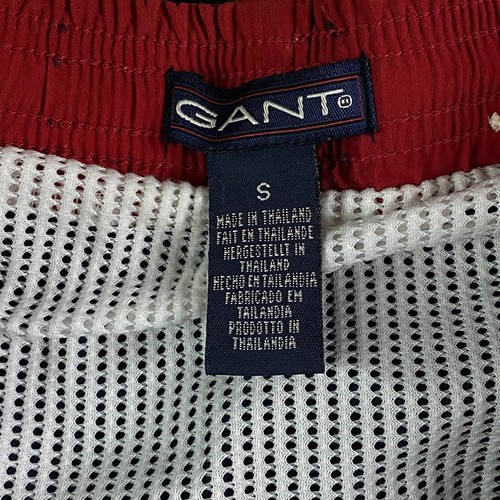 GANT
S
MADE IN THAILAND
FAIT EN THAILANDE
HERGESTELLT IN
THAILAND
HECHO EN TAILANDIA
FABRICADO EM
TAILANDIA
PRODOTTO IN
THAILANDIA